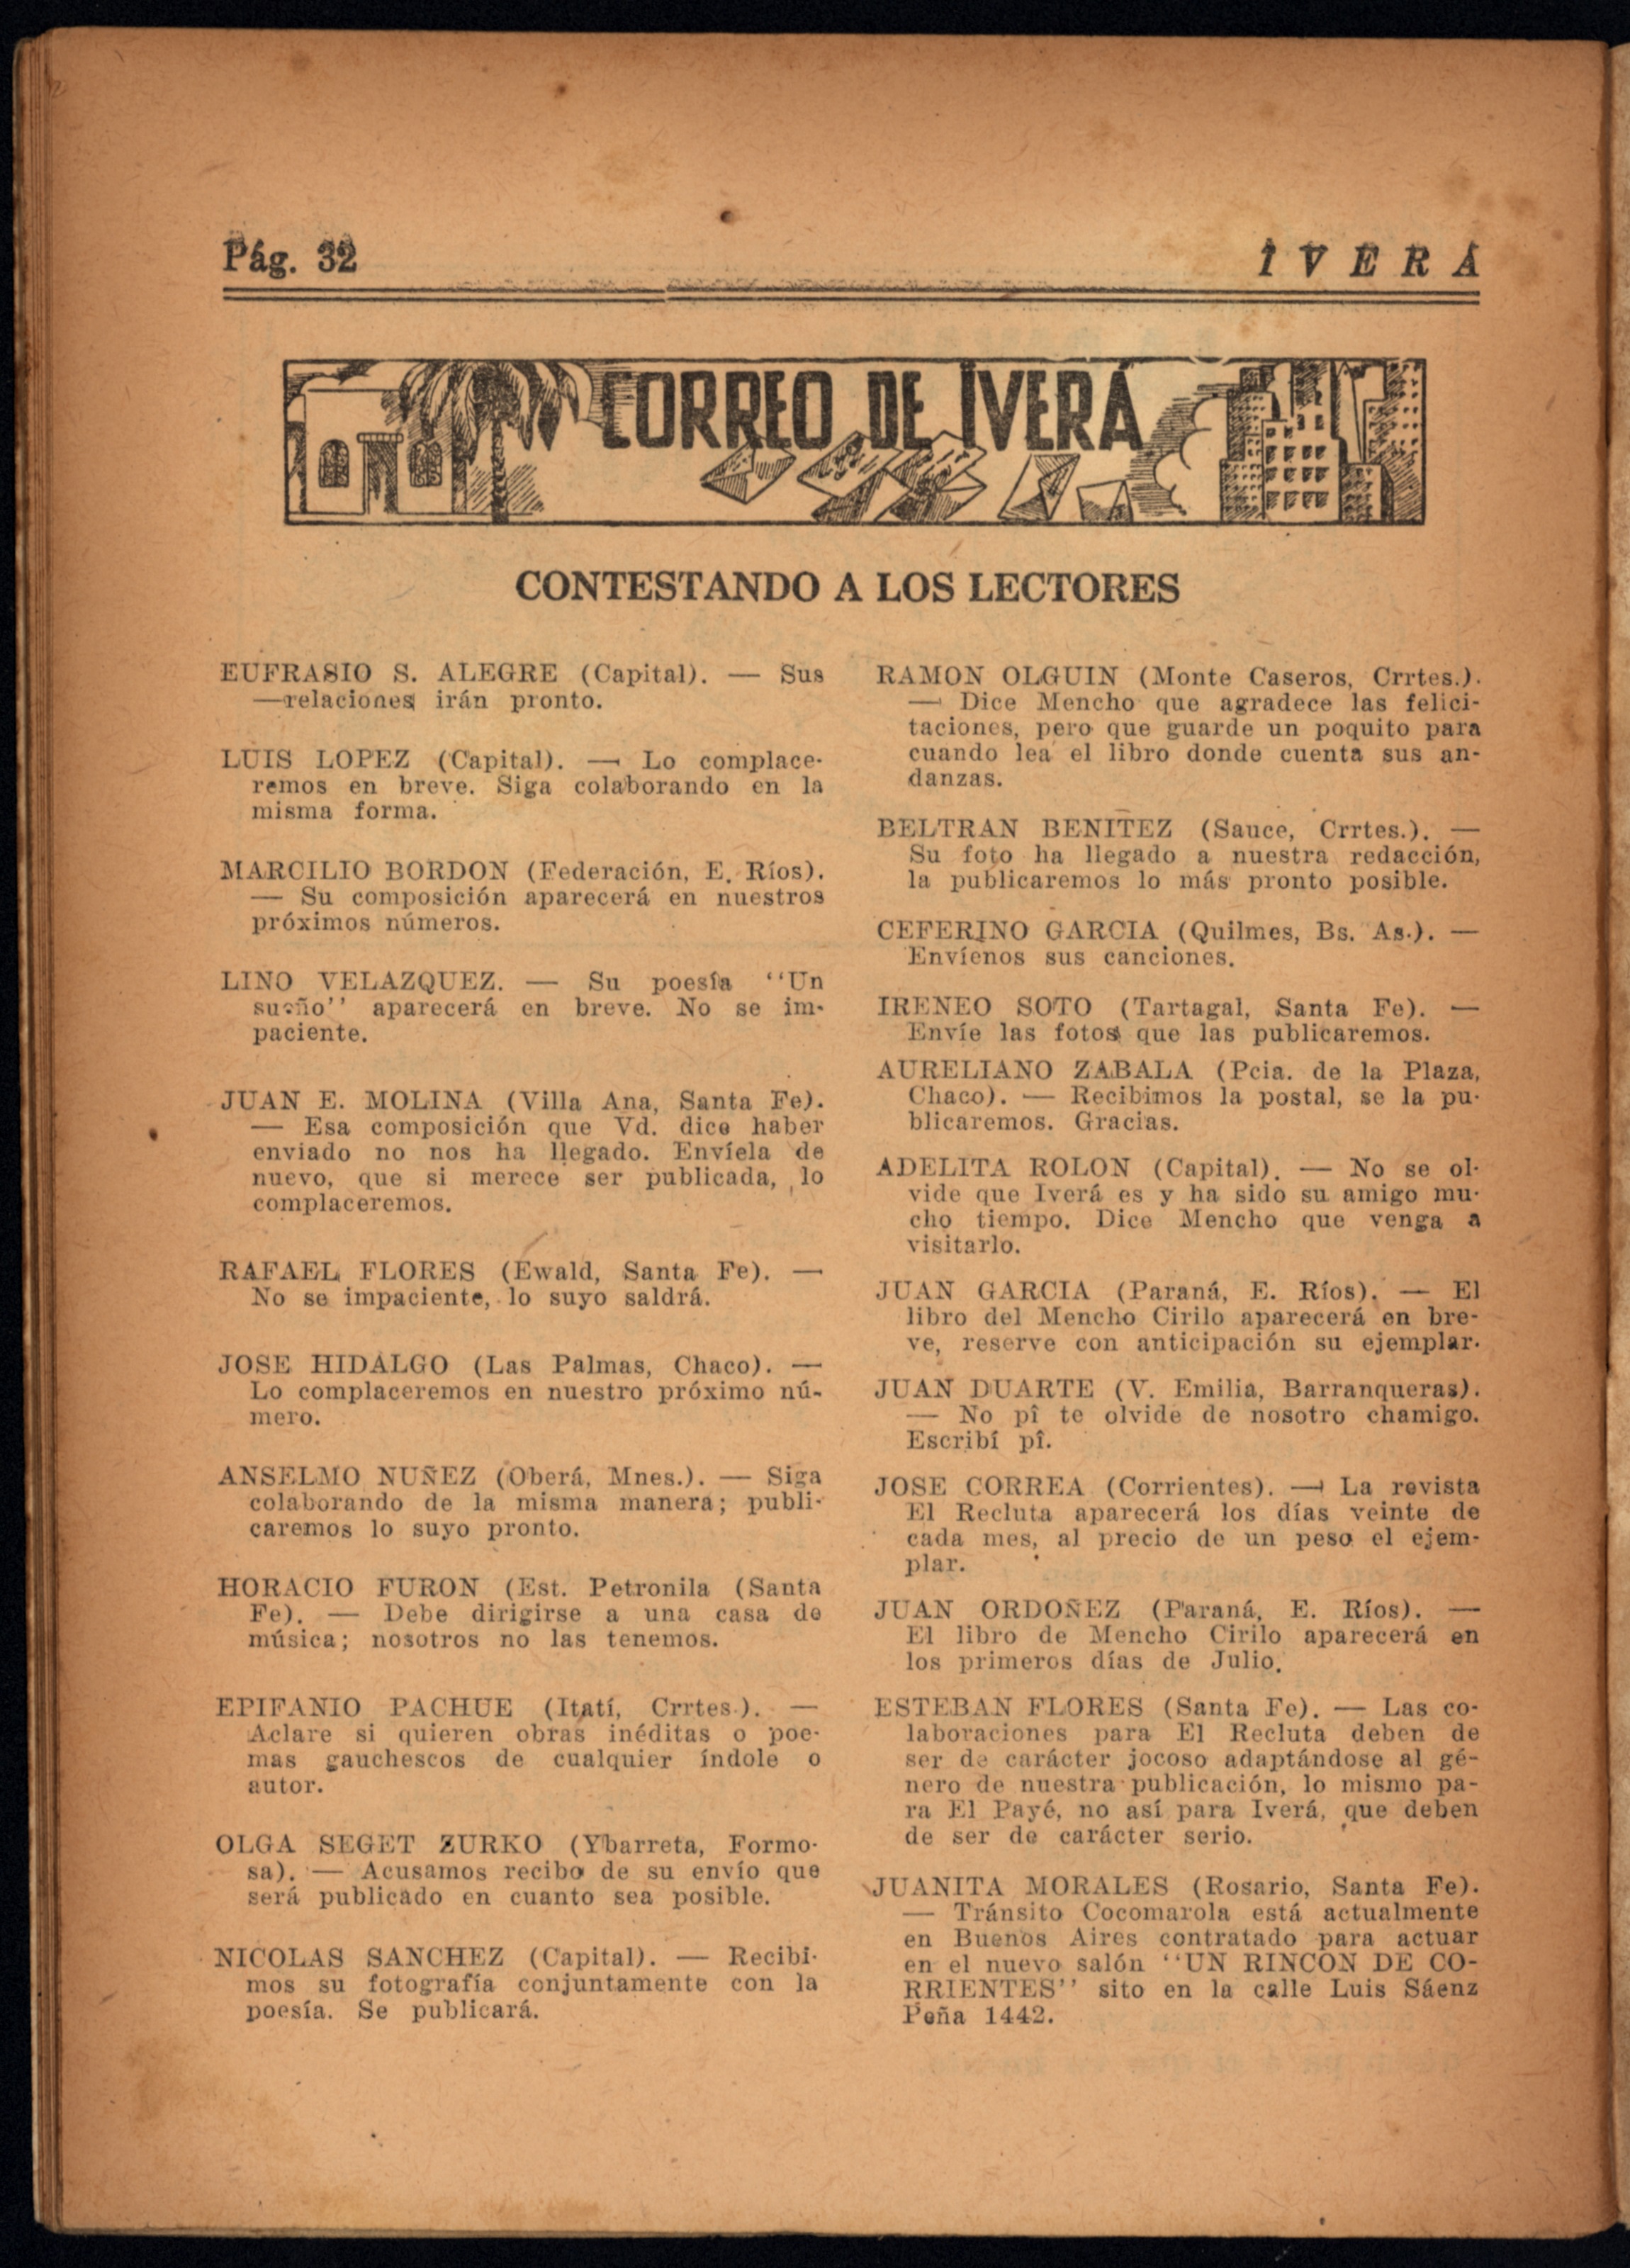 Pág. 32
IVERÁ
CORREO DE IVERÁ
CONTESTANDO A LOS LECTORES
EUFRASIO S. ALEGRE (Capital). — Sus
—relaciones irán pronto.
LUIS LOPEZ (Capital). — Lo complace-
remos en breve. Siga colaborando en la
misma forma.
MARCILIO BORDON (Federación, E. Ríos).
— Su composición aparecerá en nuestros
próximos números.
LINO VELAZQUEZ. — Su poesía "Un
sueño" aparecerá en breve. No se im-
paciente.
JUAN E. MOLINA (Villa Ana, Santa Fe).
— Esa composición que Vd. dice haber
enviado no nos ha llegado. Envíela de
nuevo, que si merece ser publicada, lo
complaceremos.
RAFAEL FLORES (Ewald, Santa Fe). —
No se impaciente, lo suyo saldrá.
JOSE HIDALGO (Las Palmas, Chaco). —
Lo complaceremos en nuestro próximo nú-
mero.
ANSELMO NUÑEZ (Oberá, Mnes.). — Siga
colaborando de la misma manera; publi-
caremos lo suyo pronto.
HORACIO FURON (Est. Petronila (Santa
Fe). — Debe dirigirse a una casa de
música; nosotros no las tenemos.
EPIFANIO PACHUE (Itatí, Crrtes.). —
Aclare si quieren obras inéditas o poe-
mas gauchescos de cualquier índole o
autor.
OLGA SEGET ZURKO (Ybarreta, Formo-
sa). — Acusamos recibo de su envío que
será publicado en cuanto sea posible.
NICOLAS SANCHEZ (Capital). — Recibi-
mos su fotografía conjuntamente con la
poesía. Se publicará.
RAMON OLGUIN (Monte Caseros, Crrtes.).
— Dice Mencho que agradece las felici-
taciones, pero que guarde un poquito para
cuando lea el libro donde cuenta sus an-
danzas.
BELTRAN BENITEZ (Sauce, Crrtes.). —
Su foto ha llegado a nuestra redacción,
la publicaremos lo más pronto posible.
CEFERINO GARCIA (Quilmes, Bs. As.). —
Envíenos sus canciones.
IRENEO SOTO (Tartagal, Santa Fe). —
Envíe las fotos que las publicaremos.
AURELIANO ZABALA (Pcia. de la Plaza,
Chaco). — Recibimos la postal, se la pu-
blicaremos. Gracias.
ADELITA ROLON (Capital). — No se ol-
vide que Iverá es y ha sido su amigo mu-
cho tiempo. Dice Mencho que venga a
visitarlo.
JUAN GARCIA (Paraná, E. Ríos). — El
libro del Mencho Cirilo aparecerá en bre-
ve, reserve con anticipación su ejemplar.
JUAN DUARTE (V. Emilia, Barranqueras).
— No pî te olvide de nosotro chamigo.
Escribí pî.
JOSE CORREA (Corrientes). — La revista
El Recluta aparecerá los días veinte de
cada mes, al precio de un peso el ejem-
plar.
JUAN ORDOÑEZ (Paraná, E. Ríos). —
El libro de Mencho Cirilo aparecerá en
los primeros días de Julio.
ESTEBAN FLORES (Santa Fe). — Las co-
laboraciones para El Recluta deben de
ser de carácter jocoso adaptándose al gé-
nero de nuestra publicación, lo mismo pa-
ra El Payé, no así para Iverá, que deben
de ser de carácter serio.
JUANITA MORALES (Rosario, Santa Fe).
— Tránsito Cocomarola está actualmente
en Buenos Aires contratado para actuar
en el nuevo salón "UN RINCON DE CO-
RRIENTES" sito en la calle Luis Sáenz
Peña 1442.